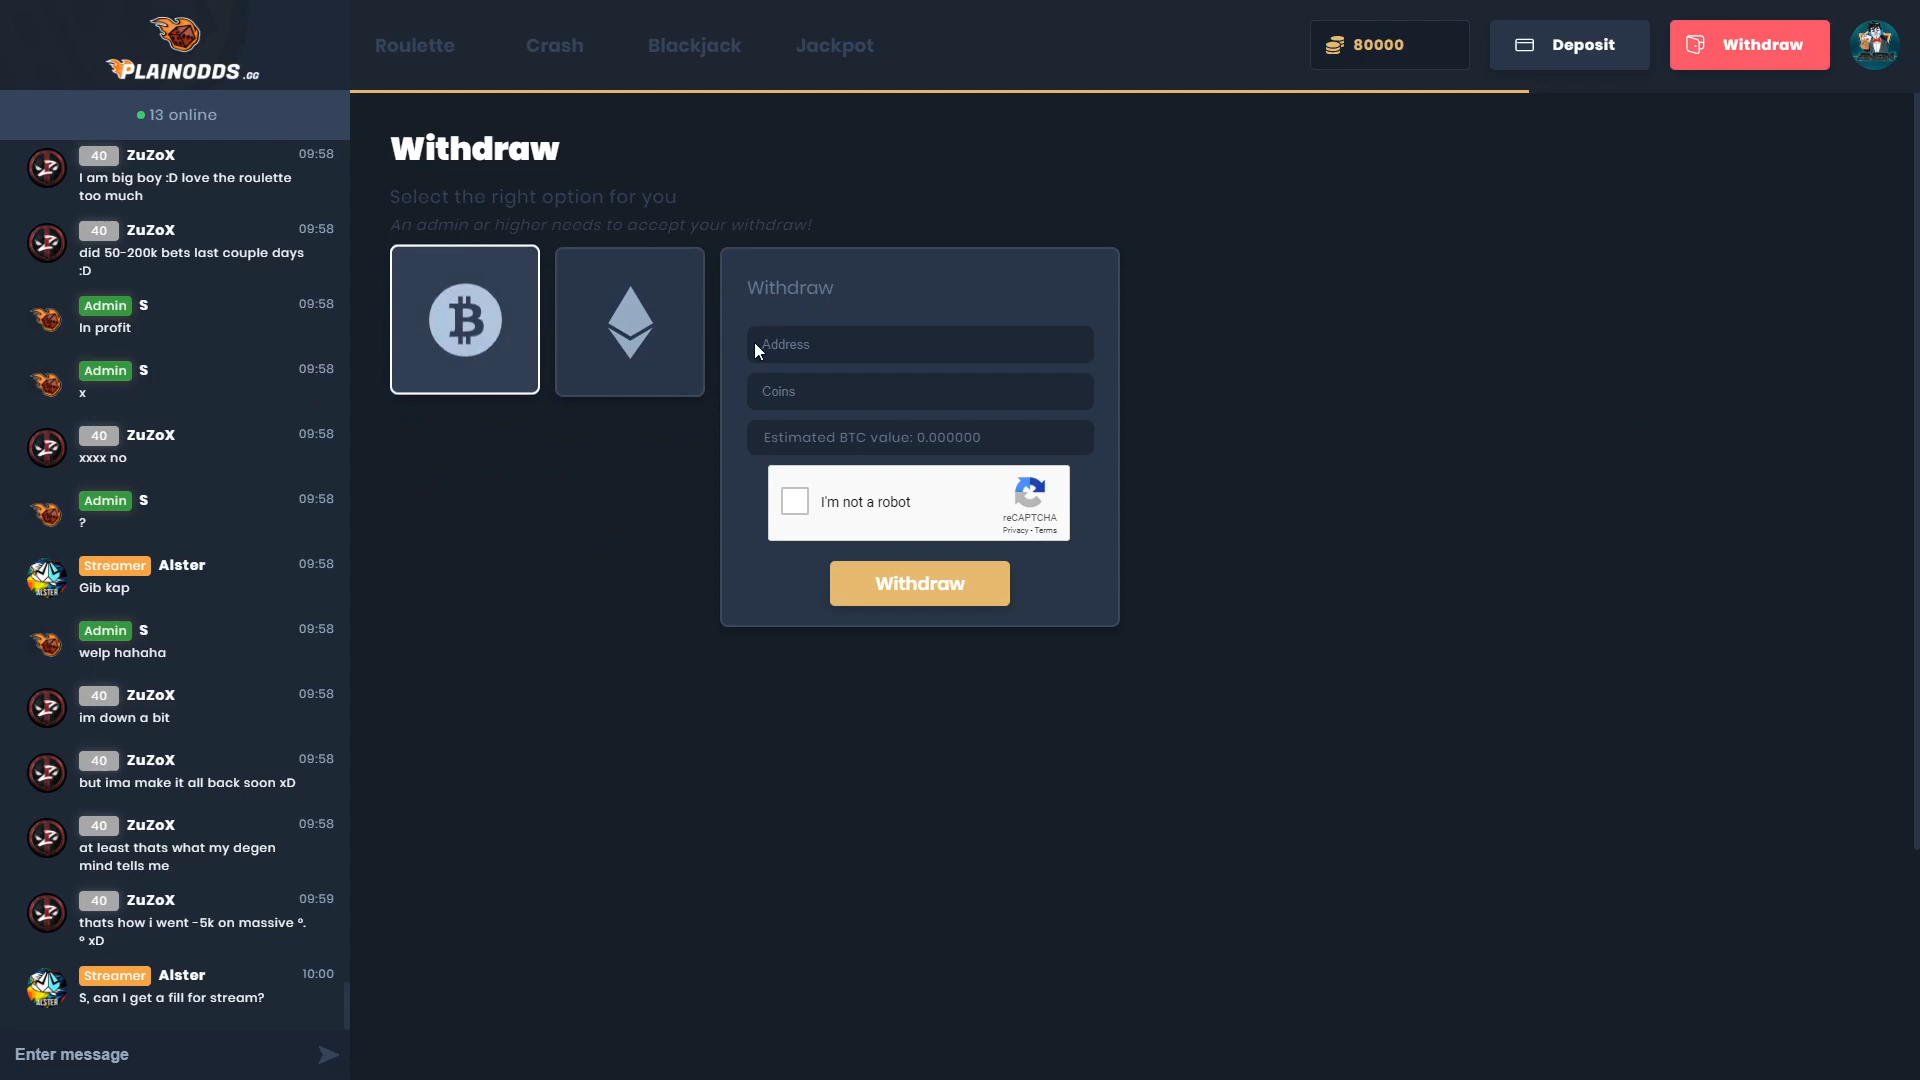 PLAINODDS.GG
Roulette
Crash
Blackjack
Jackpot
80000
Deposit
Withdraw
13 online
40 ZuZoX 09:58
I am big boy :D love the roulette
too much
40 ZuZoX 09:58
did 50-200k bets last couple days
:D
Admin S 09:58
In profit
Admin S 09:58
x
40 ZuZoX 09:58
xxxx no
Admin S 09:58
?
Streamer Alster 09:58
Gib kap
Admin S 09:58
welp hahaha
40 ZuZoX 09:58
im down a bit
40 ZuZoX 09:58
but ima make it all back soon xD
40 ZuZoX 09:58
at least thats what my degen
mind tells me
40 ZuZoX 09:59
thats how i went -5k on massive °.
° xD
Streamer Alster 10:00
S, can I get a fill for stream?
Enter message
Withdraw
Select the right option for you
An admin or higher needs to accept your withdraw!
Withdraw
Address
Coins
Estimated BTC value: 0.000000
I'm not a robot
reCAPTCHA
Privacy - Terms
Withdraw